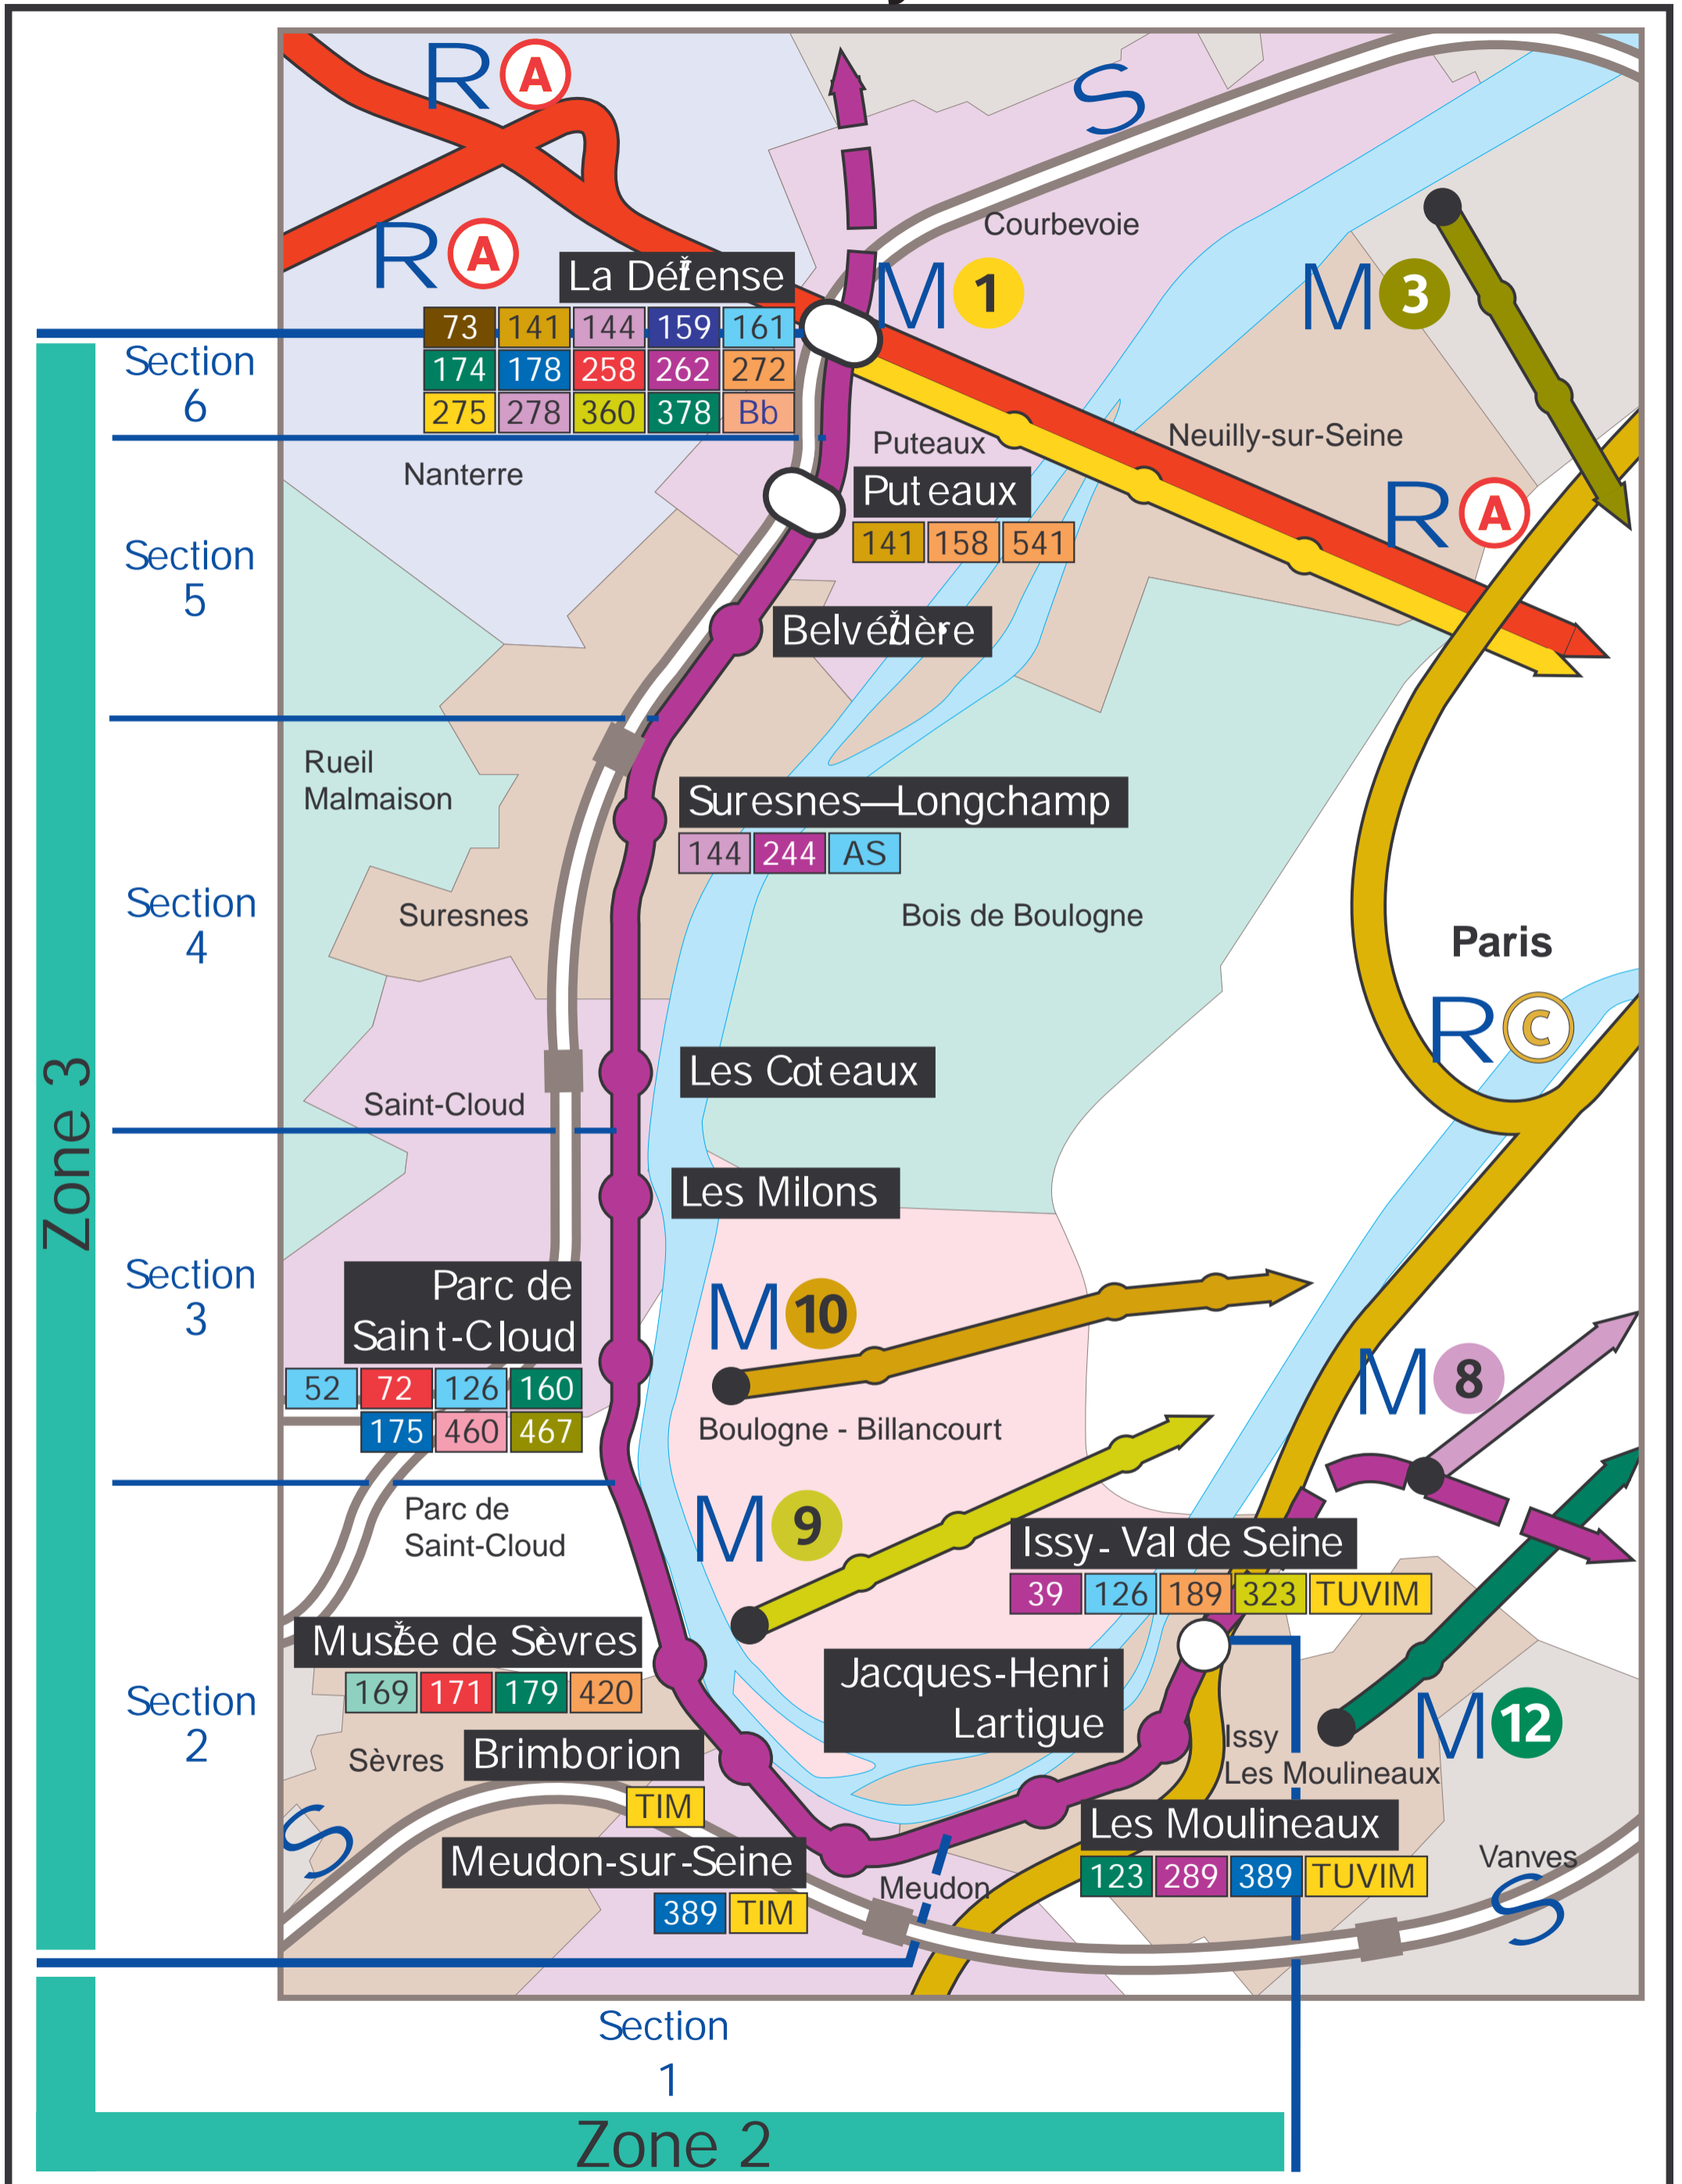 R A
S
Courbevoie
R A
La Défense
M 1
M 3
73 141 144 159 161
174 178 258 262 272
275 278 360 378 Bb
Section
6
Nanterre
Puteaux
Neuilly-sur-Seine
Puteaux
141 158 541
R A
Section
5
Belvédère
Rueil
Malmaison
Suresnes—Longchamp
144 244 AS
Section
4
Suresnes
Bois de Boulogne
Paris
R C
Les Coteaux
Saint-Cloud
Zone 3
Les Milons
Section
3
Parc de
Saint-Cloud
52 72 126 160
175 460 467
M 10
Boulogne - Billancourt
M 8
Parc de
Saint-Cloud
M 9
Issy - Val de Seine
39 126 189 323 TUVIM
Musée de Sèvres
169 171 179 420
Jacques-Henri
Lartigue
Section
2
M 12
Issy
Les Moulineaux
Sèvres
Brimborion
TIM
S
Meudon-sur-Seine
389 TIM
Les Moulineaux
123 289 389 TUVIM
Meudon
Vanves
S
Section
1
Zone 2